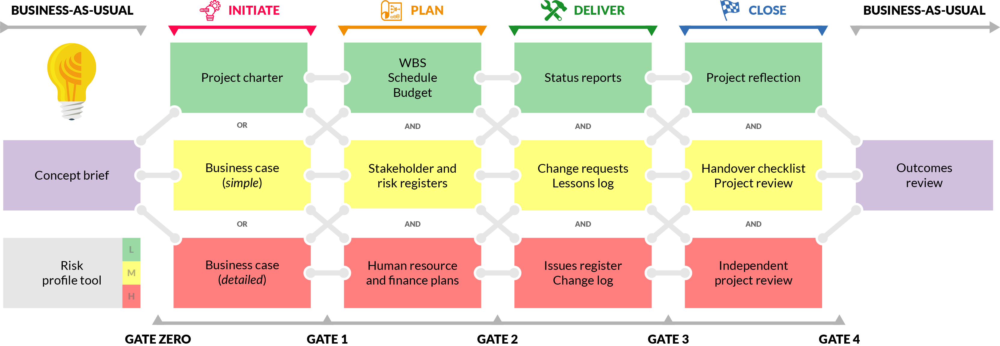 BUSINESS-AS-USUAL
INITIATE
PLAN
DELIVER
CLOSE
BUSINESS-AS-USUAL
Project charter
WBS
Schedule
Budget
Status reports
Project reflection
OR
AND
AND
AND
Concept brief
Business case
(simple)
Stakeholder and
risk registers
Change requests
Lessons log
Handover checklist
Project review
Outcomes
review
OR
AND
AND
AND
Risk
profile tool
L
M
H
Business case
(detailed)
Human resource
and finance plans
Issues register
Change log
Independent
project review
GATE ZERO
GATE 1
GATE 2
GATE 3
GATE 4